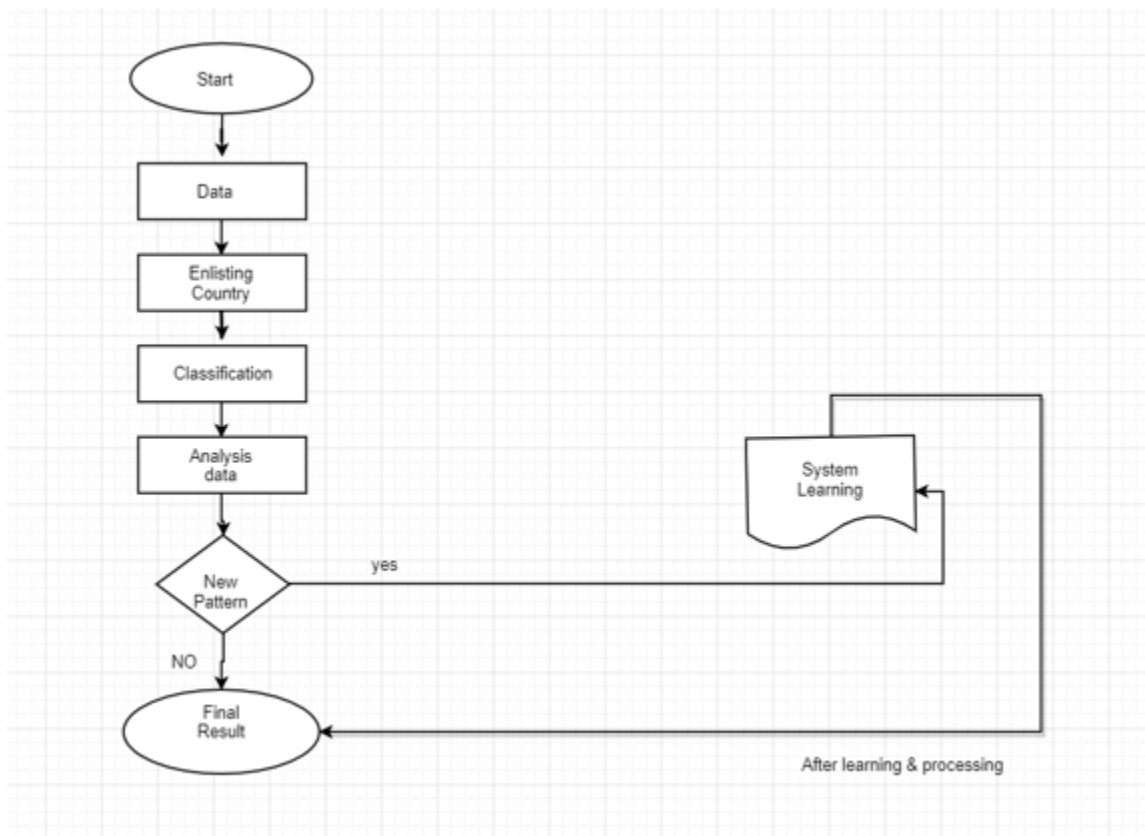 Start
Data
Enlisting
Country
Classification
Analysis
data
System
Learning
yes
New
Pattern
NO
Final
Result
After learning & processing